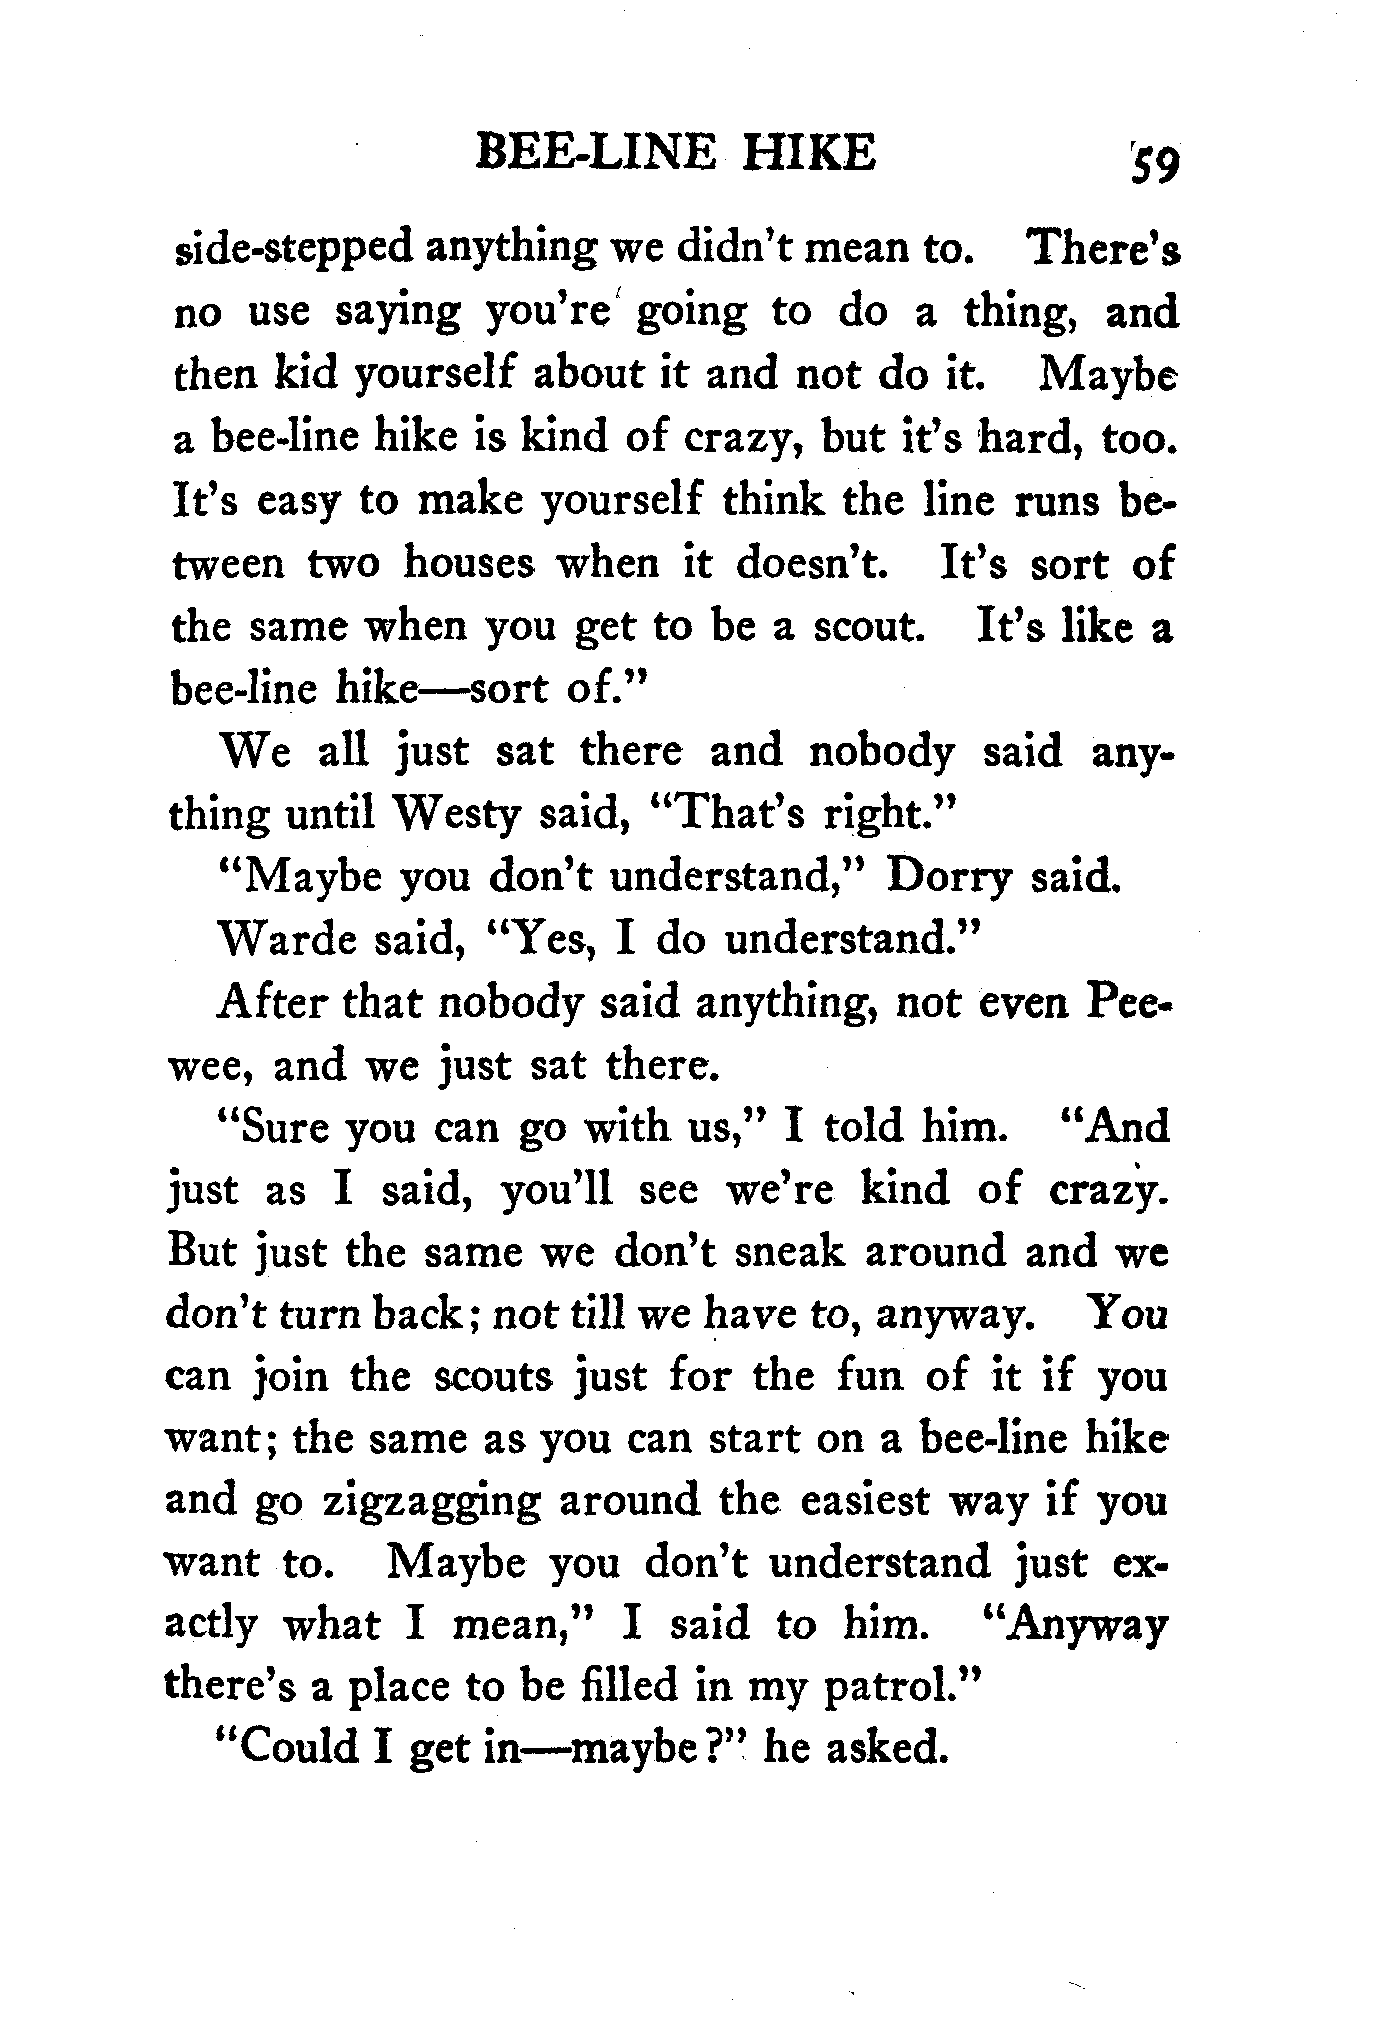 BEE-LINE HIKE 59
side-stepped anything we didn't mean to. There's
no use saying you're going to do a thing, and
then kid yourself about it and not do it. Maybe
a bee-line hike is kind of crazy, but it's hard, too.
It's easy to make yourself think the line runs be-
tween two houses when it doesn't. It's sort of
the same when you get to be a scout. It's like a
bee-line hike—sort of."
We all just sat there and nobody said any-
thing until Westy said, "That's right."
"Maybe you don't understand," Dorry said.
Warde said, "Yes, I do understand."
After that nobody said anything, not even Pee-
wee, and we just sat there.
"Sure you can go with us," I told him. "And
just as I said, you'll see we're kind of crazy.
But just the same we don't sneak around and we
don't turn back; not till we have to, anyway. You
can join the scouts just for the fun of it if you
want; the same as you can start on a bee-line hike
and go zigzagging around the easiest way if you
want to. Maybe you don't understand just ex-
actly what I mean," I said to him. "Anyway
there's a place to be filled in my patrol."
"Could I get in—maybe?" he asked.